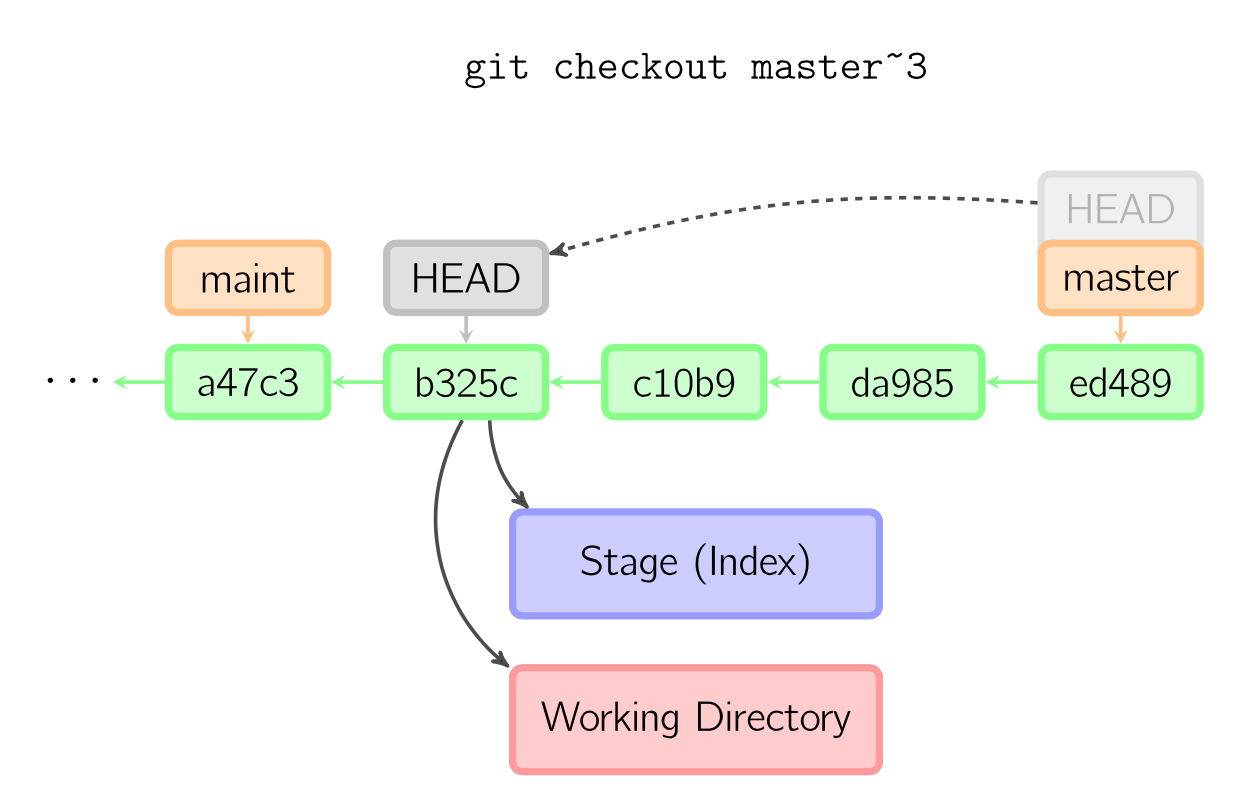 git checkout master~3
HEAD
maint
HEAD
master
...
a47c3
b325c
c10b9
da985
ed489
Stage (Index)
Working Directory